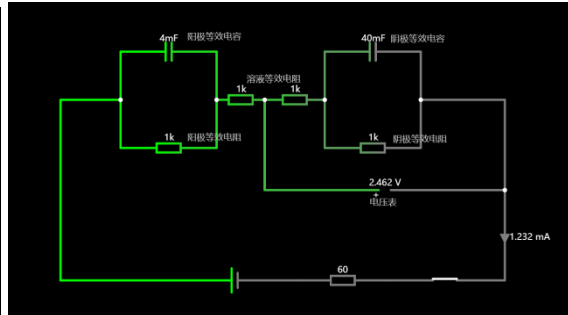 4mF 阳极等效电容
40mF 阴极等效电容
溶液等效电阻
1k
1k
1k 阳极等效电阻
1k 阴极等效电阻
2.462 V
+
电压表
1.232 mA
60